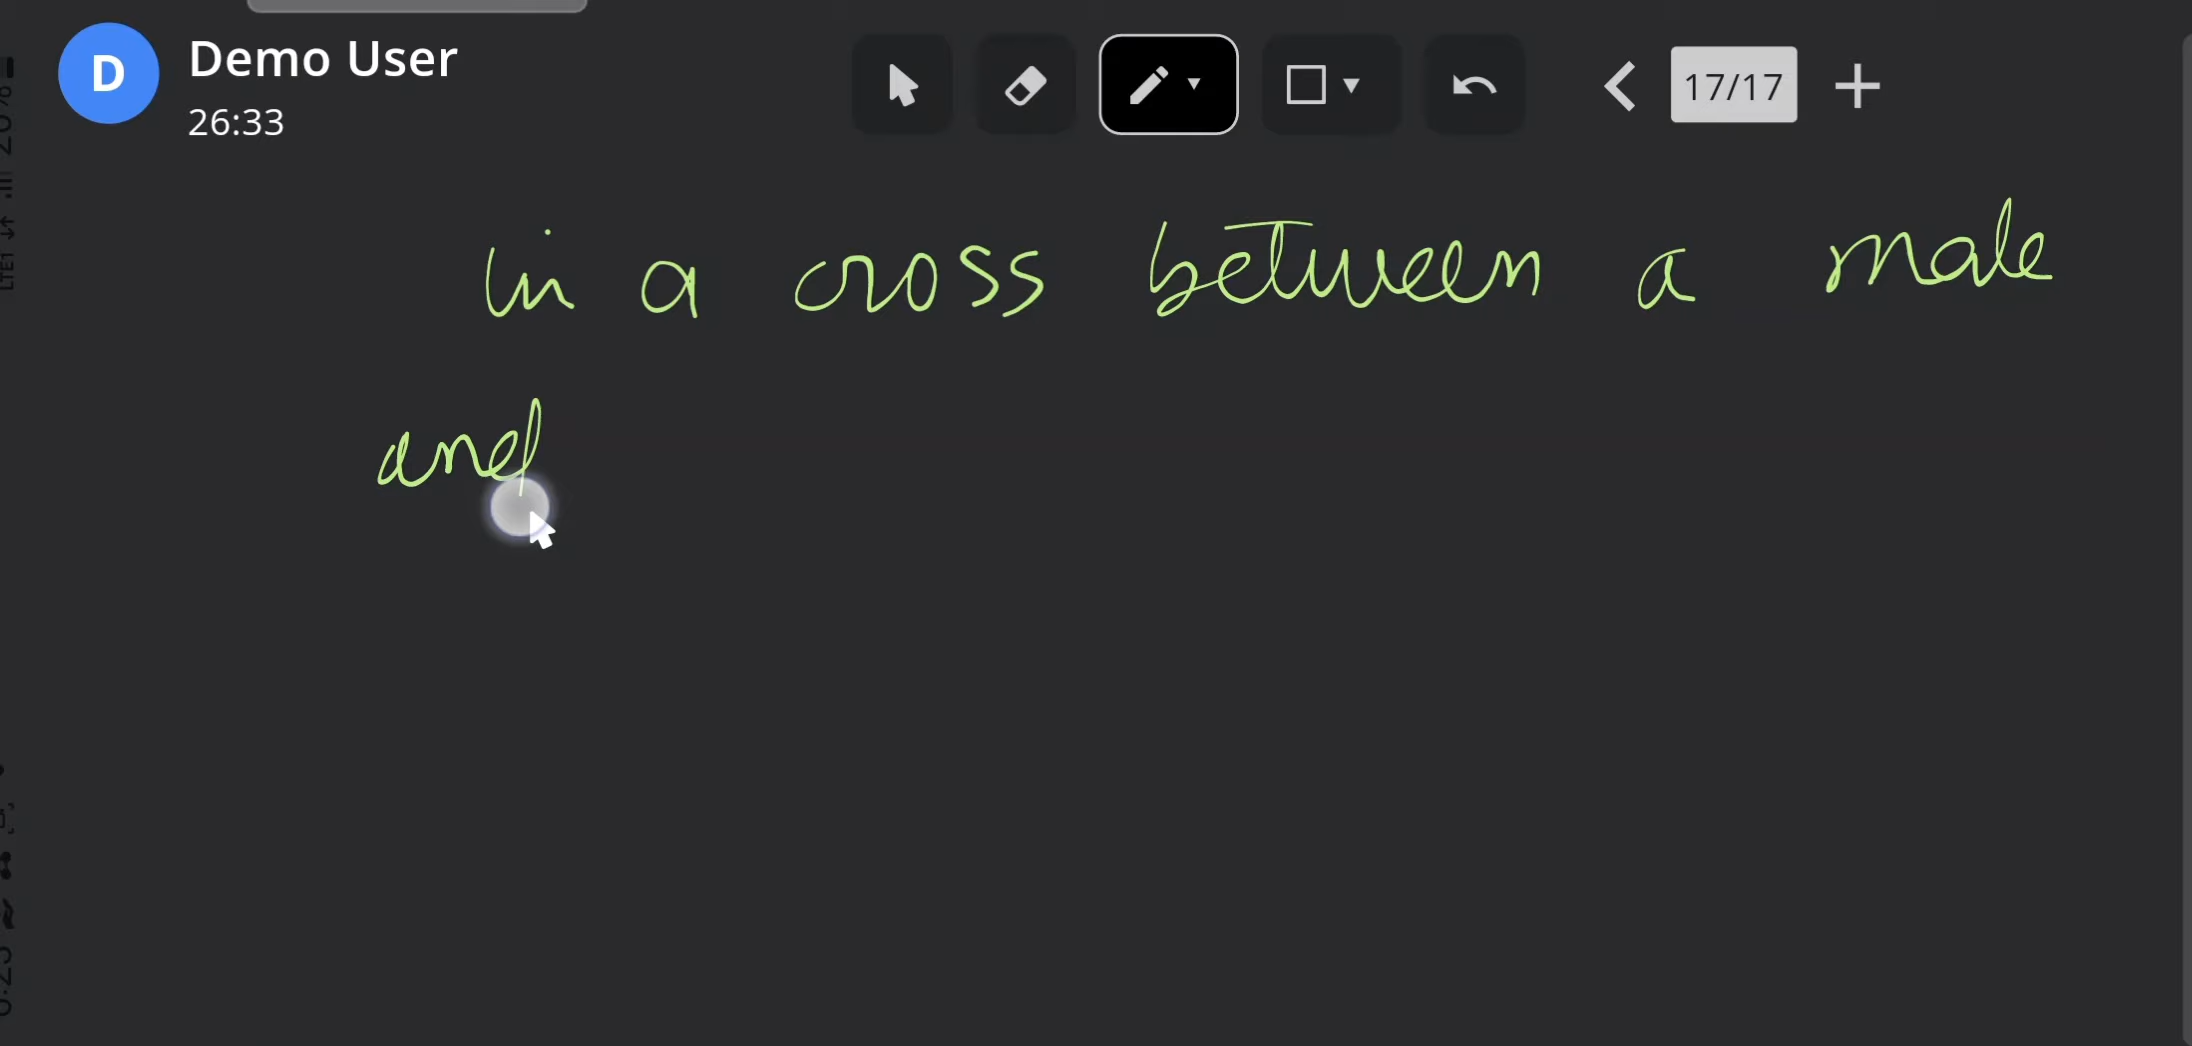 D
Demo User
26:33
17/17
in a cross between a male
and